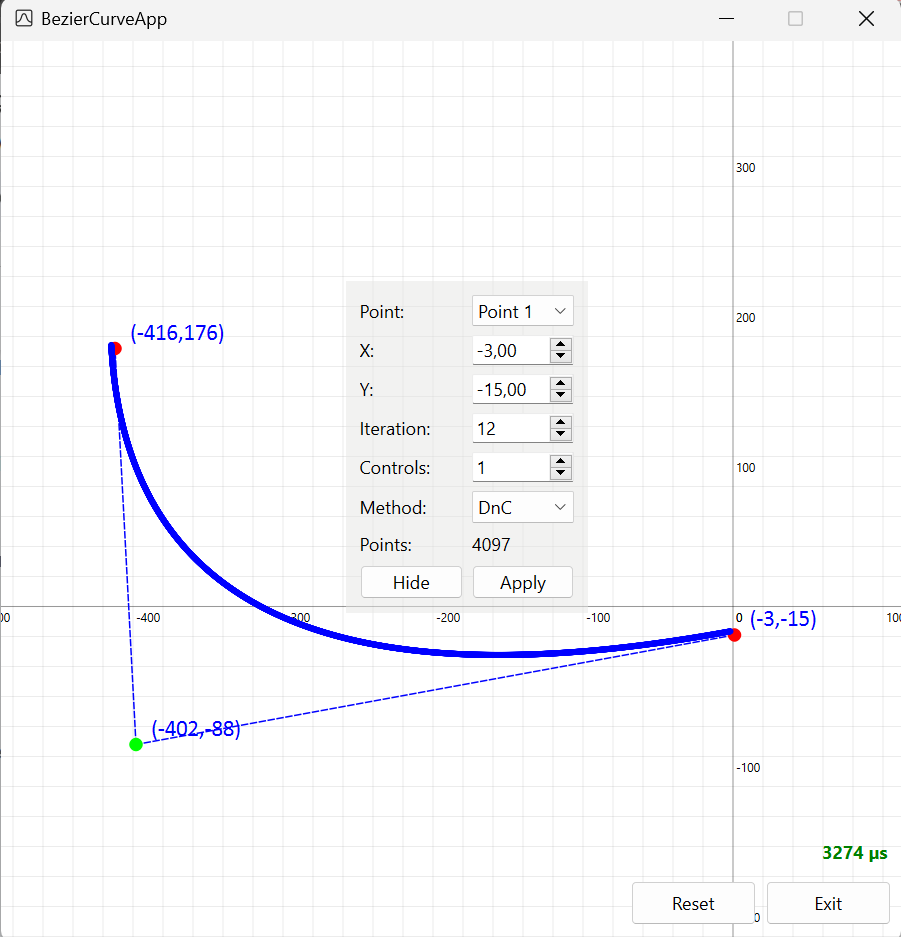 BezierCurveApp
300
(-416,176)
Point: Point 1
200
X: -3,00
Y: -15,00
Iteration: 12
Controls: 1
100
Method: DnC
Points: 4097
Hide Apply
00 -400 -300 -200 -100 0 100
(-3,-15)
(-402,-88)
-100
3274 µs
Reset Exit